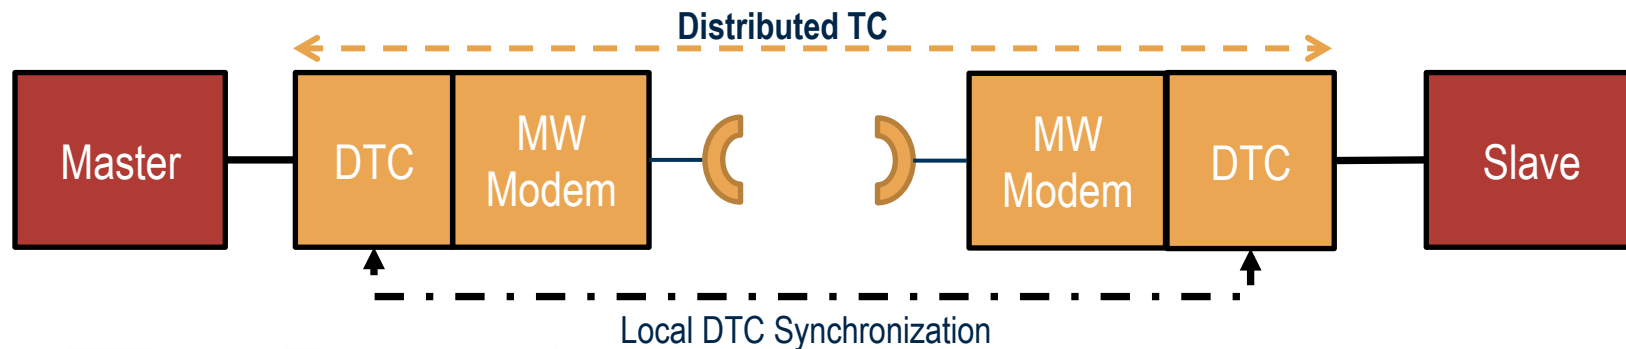 Distributed TC
Master
DTC
MW
Modem
MW
Modem
DTC
Slave
Local DTC Synchronization